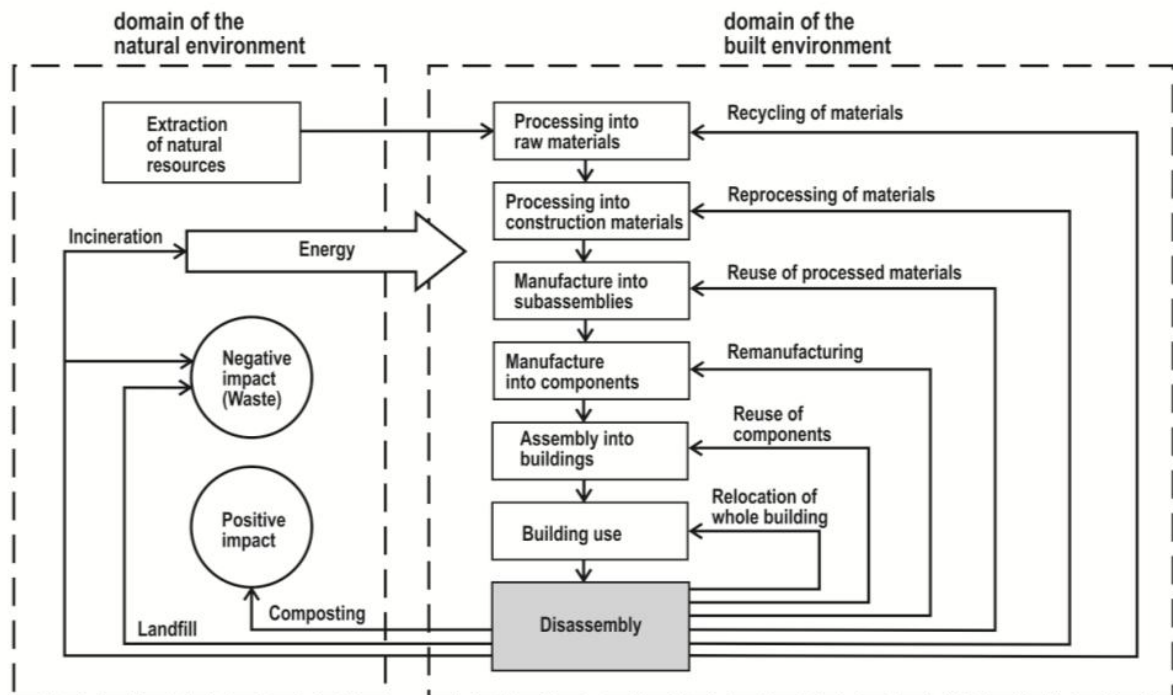 domain of the
natural environment
domain of the
built environment
Extraction
of natural
resources
Processing into
raw materials
Recycling of materials
Processing into
construction materials
Reprocessing of materials
Incineration
Energy
Manufacture into
subassemblies
Reuse of processed materials
Negative
impact
(Waste)
Manufacture
into components
Remanufacturing
Assembly into
buildings
Reuse of
components
Positive
impact
Building use
Relocation of
whole building
Composting
Landfill
Disassembly